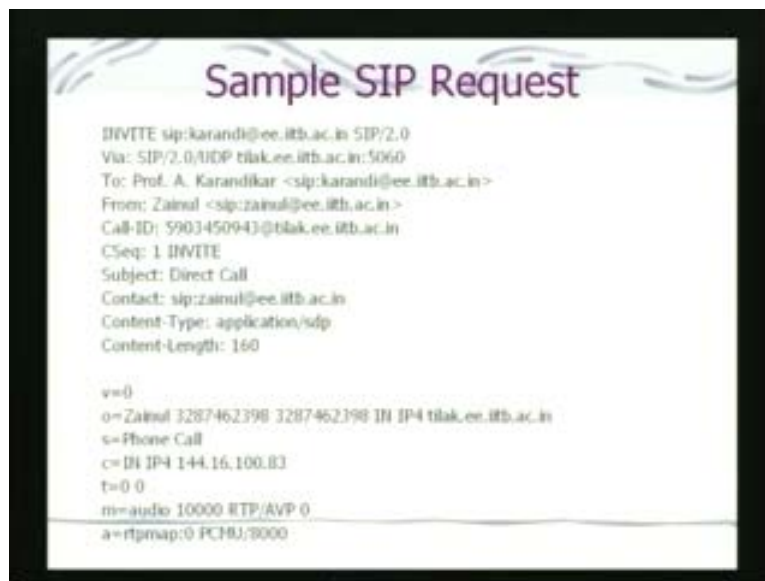 Sample SIP Request
INVITE sip:karandi@ee.iitb.ac.in SIP/2.0
Via: SIP/2.0/UDP tilak.ee.iitb.ac.in:5060
To: Prof. A. Karandikar <sip:karandi@ee.iitb.ac.in>
From: Zainul <sip:zainul@ee.iitb.ac.in>
Call-ID: 5903450943@tilak.ee.iitb.ac.in
CSeq: 1 INVITE
Subject: Direct Call
Contact: sip:zainul@ee.iitb.ac.in
Content-Type: application/sdp
Content-Length: 160
v=0
o=Zainul 3287462398 3287462398 IN IP4 tilak.ee.iitb.ac.in
s=Phone Call
c=IN IP4 144.16.100.83
t=0 0
m=audio 10000 RTP/AVP 0
a=rtpmap:0 PCMU/8000